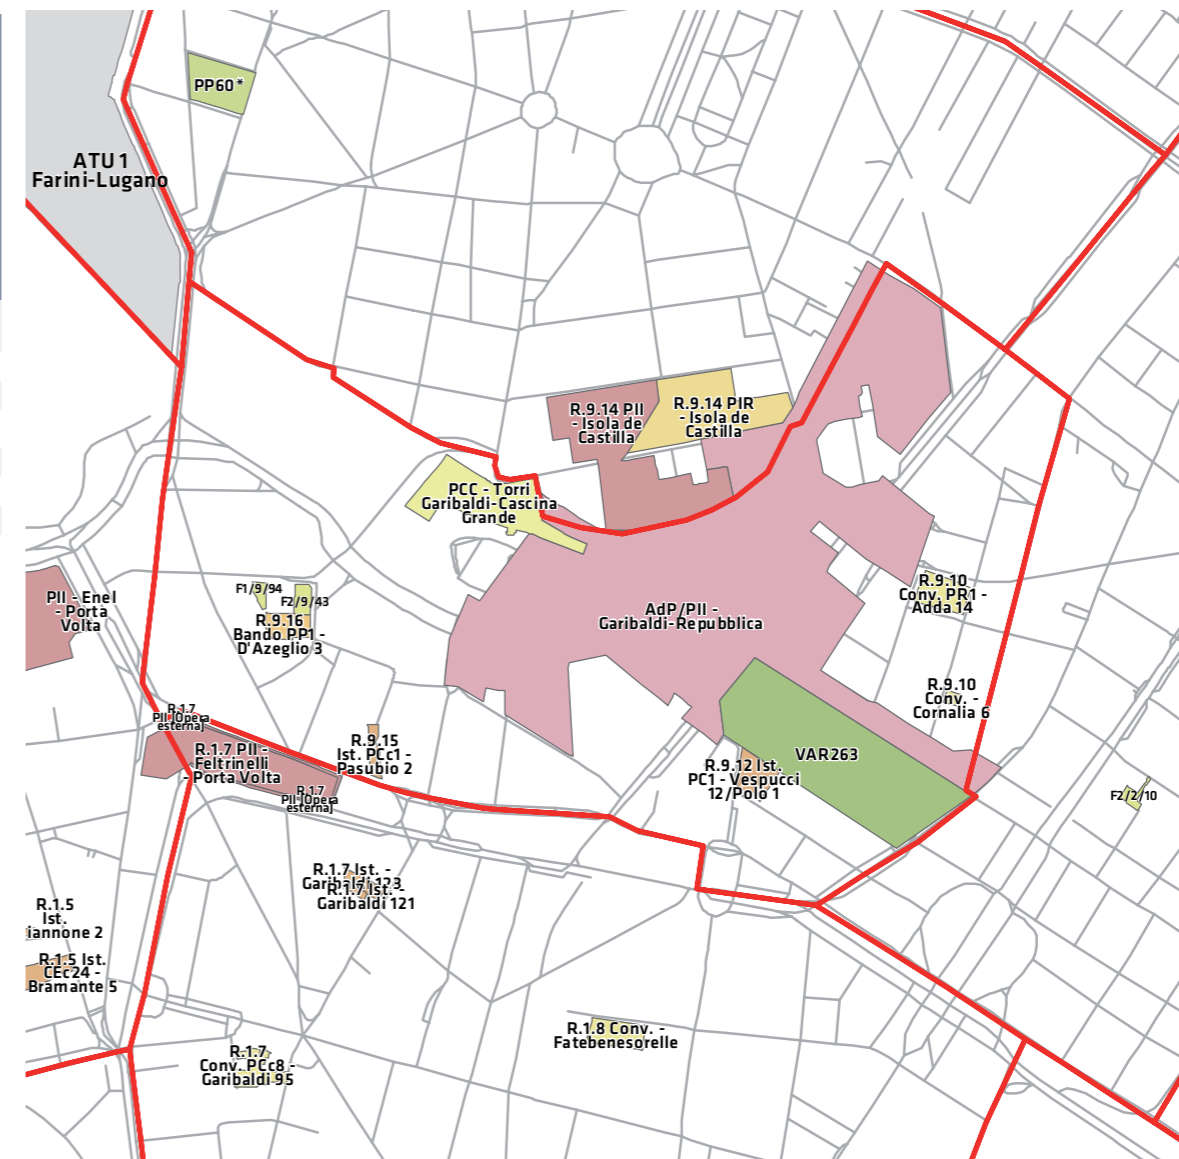 PP60*
ATU1
Farini-Lugano
R.9.14 PII
- Isola de
Castilla
R.9.14 PIR
- Isola de
Castilla
PCC - Torri
Garibaldi-Cascina
Grande
PII - Enel
- Porta
Volta
F1/9/94
F2/9/43
R.9.16
Bando PP1 -
D'Azeglio 3
AdP/PII -
Garibaldi-Repubblica
R.9.10
Conv. PR1 -
Adda 14
R.9.10
Conv. -
Cornalia 6
R.1.7
PII [Opera
esterna]
R.1.7 PII -
Feltrinelli
- Porta Volta
R.1.7
PII [Opera
esterna]
R.9.15
Ist. PCc1 -
Pasubio 2
R.9.12 Ist.
PC1 - Vespucci
12/Polo 1
VAR263
F2/2/10
R.1.7 Ist. -
Garibaldi 123
R.1.7 Ist. -
Garibaldi 121
R.1.5
Ist.
iannone 2
R.1.5 Ist.
CEc24 -
Bramante 5
R.1.8 Conv. -
Fatebenesorelle
R.1.7
Conv. PCc8 -
Garibaldi 95